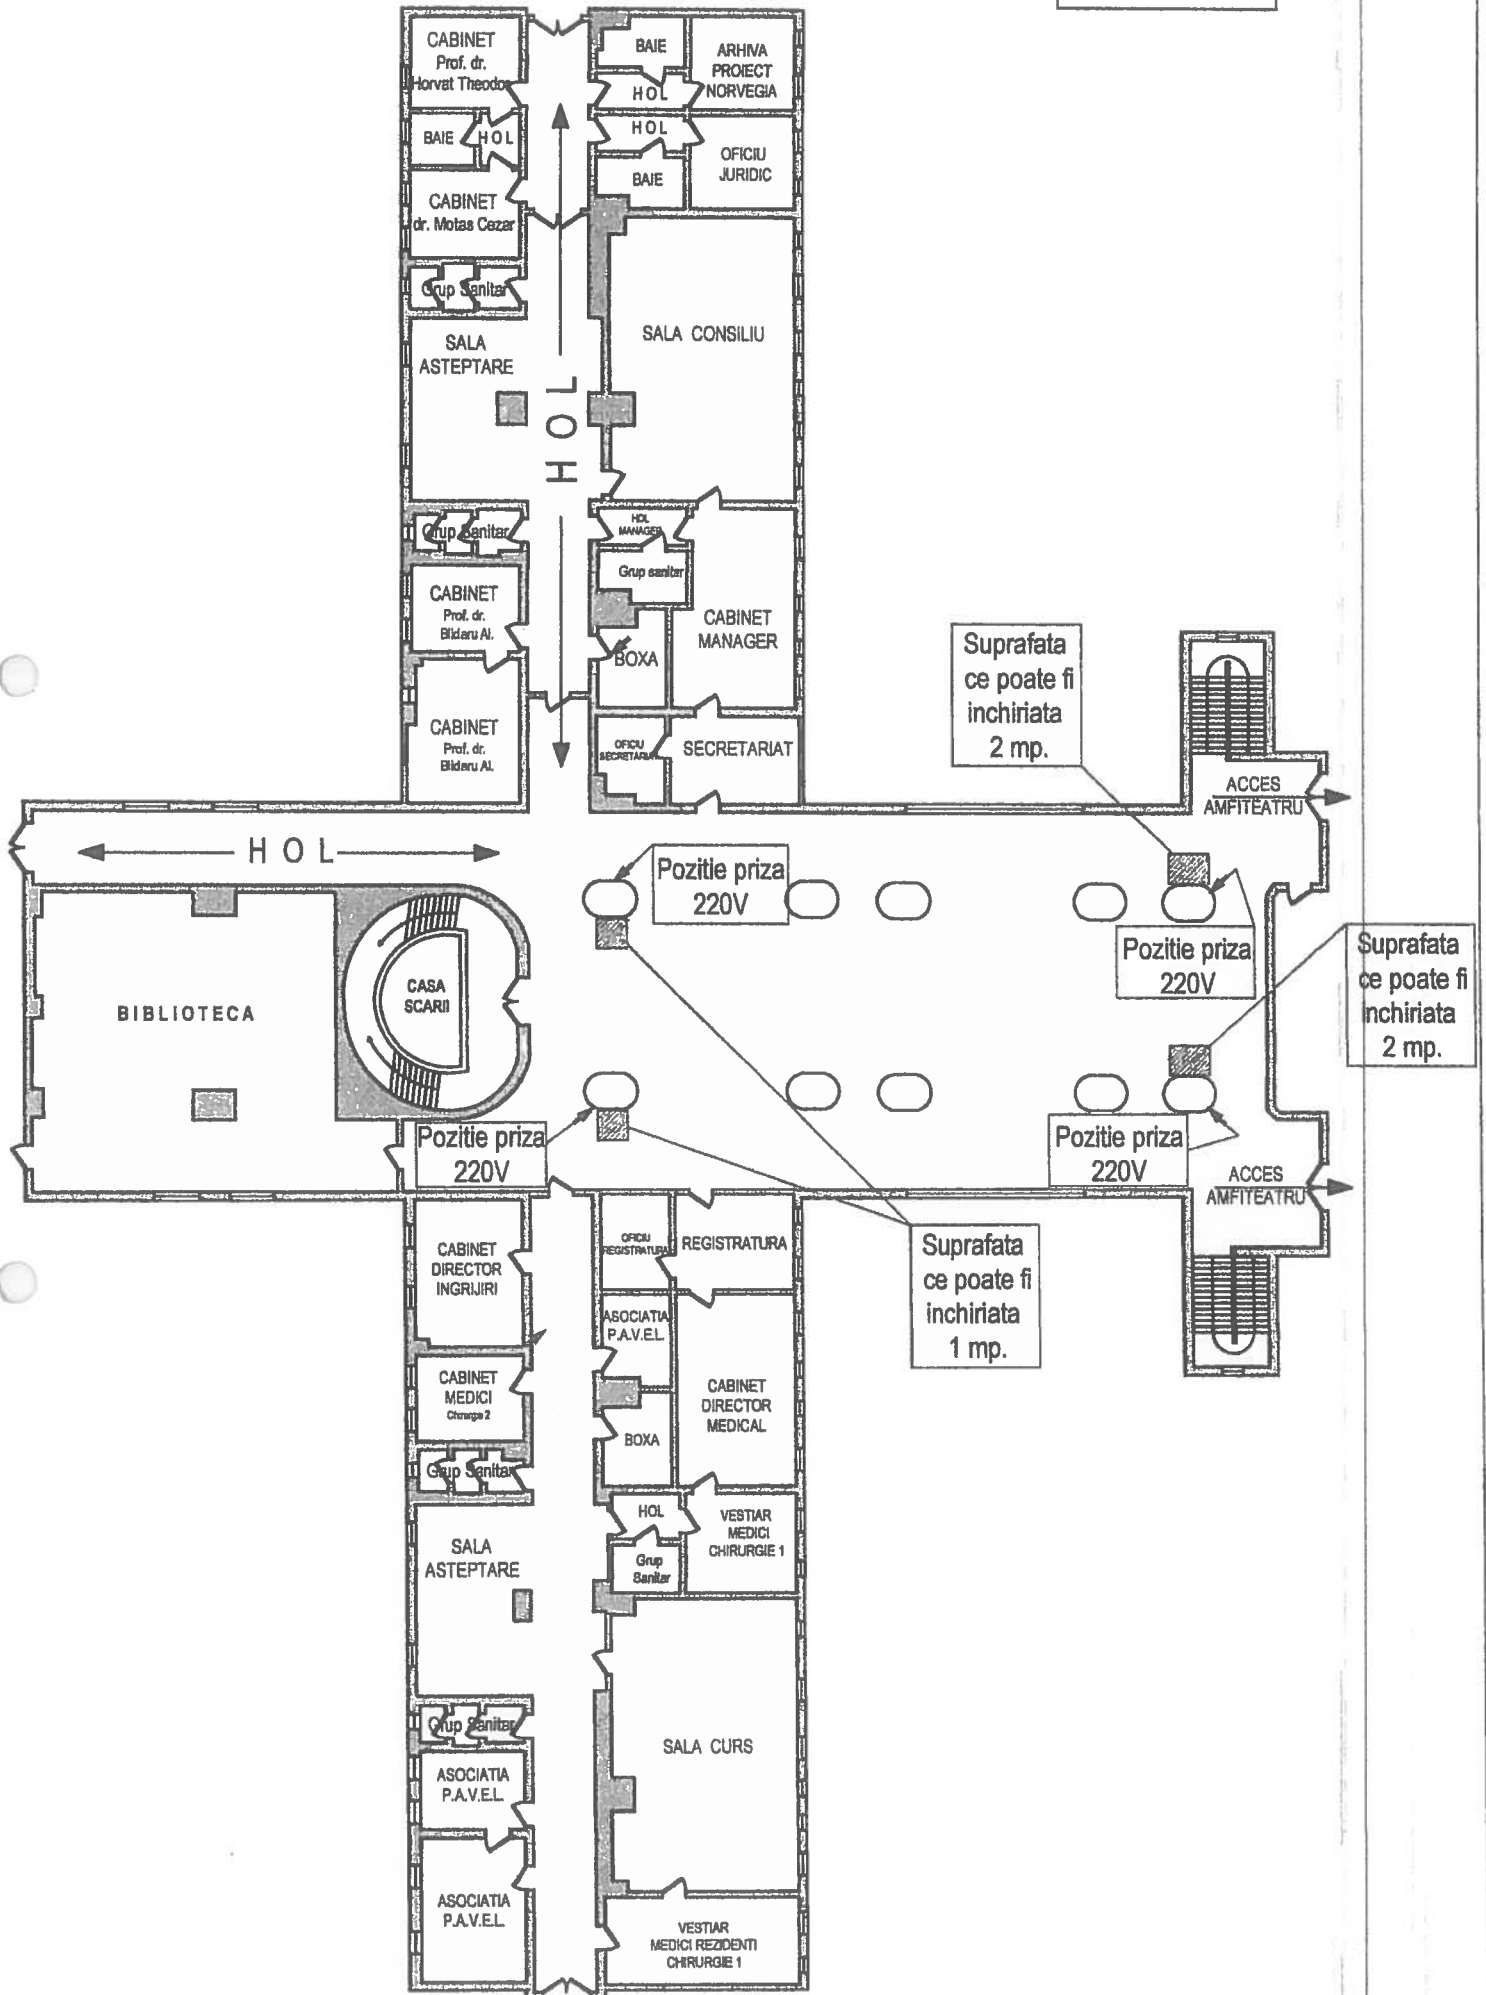 CABINET
Prof. dr.
Horvat Theodor
BAIE
ARHIVA
PROIECT
NORVEGIA
HOL
BAIE
HOL
HOL
BAIE
OFICIU
JURIDIC
CABINET
dr. Motas Cezar
Grup Sanitar
SALA
ASTEPTARE
SALA CONSILIU
HOL
Grup Sanitar
HOL
MANAGER
Grup sanitar
CABINET
Prof. dr.
Blidaru Al.
CABINET
MANAGER
BOXA
CABINET
Prof. dr.
Blidaru Al.
OFICIU
SECRETARIAT
SECRETARIAT
Suprafata
ce poate fi
inchiriata
2 mp.
ACCES
AMFITEATRU
HOL
Pozitie priza
220V
Pozitie priza
220V
Suprafata
ce poate fi
inchiriata
2 mp.
BIBLIOTECA
CASA
SCARII
Pozitie priza
220V
Pozitie priza
220V
ACCES
AMFITEATRU
Suprafata
ce poate fi
inchiriata
1 mp.
CABINET
DIRECTOR
INGRIJIRI
OFICIU
REGISTRATURA
REGISTRATURA
ASOCIATIA
P.A.V.E.L.
CABINET
MEDICI
Chirurgie 2
CABINET
DIRECTOR
MEDICAL
BOXA
Grup Sanitar
HOL
VESTIAR
MEDICI
CHIRURGIE 1
Grup
Sanitar
SALA
ASTEPTARE
Grup Sanitar
SALA CURS
ASOCIATIA
P.A.V.E.L.
ASOCIATIA
P.A.V.E.L.
VESTIAR
MEDICI REZIDENTI
CHIRURGIE 1